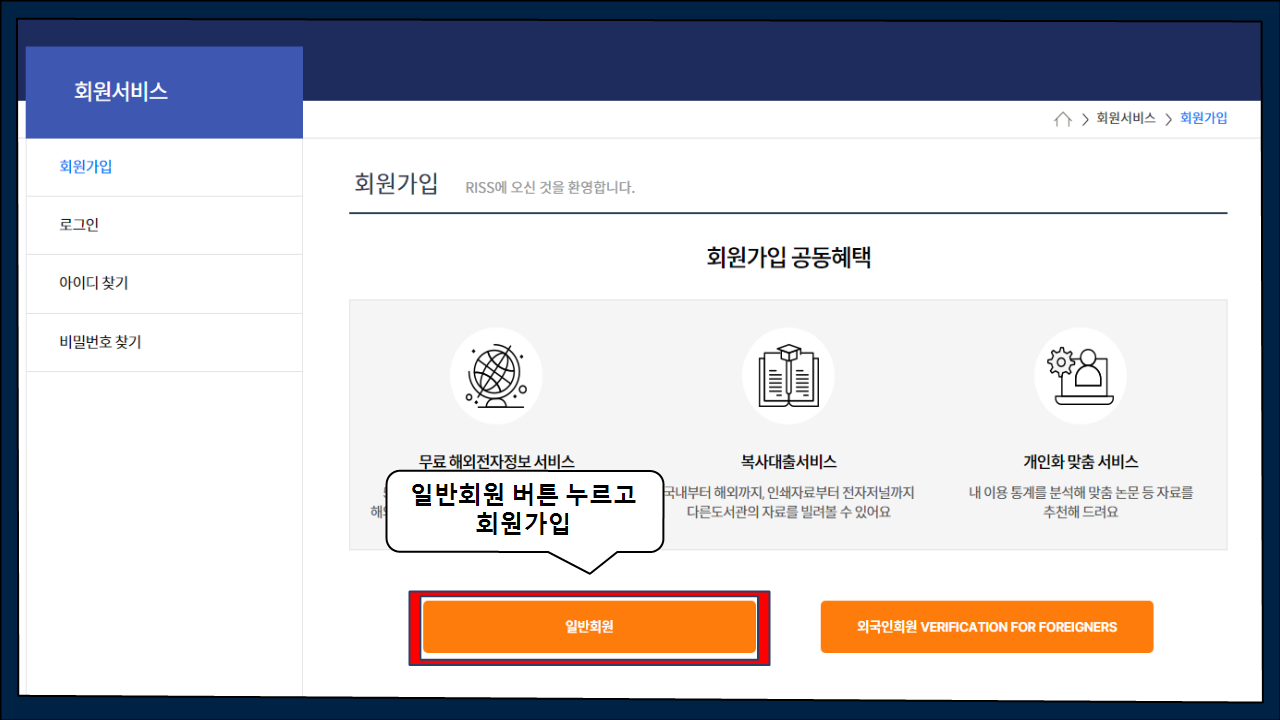 회원서비스
회원서비스 회원가입
회원가입
로그인
아이디 찾기
비밀번호 찾기
회원가입 RISS에 오신 것을 환영합니다.
회원가입 공동혜택
무료 해외전자정보 서비스
복사대출서비스
국내부터 해외까지, 인쇄자료부터 전자저널까지
다른도서관의 자료를 빌려볼 수 있어요
개인화 맞춤 서비스
내 이용 통계를 분석해 맞춤 논문 등 자료를
추천해 드려요
일반회원 버튼 누르고
회원가입
일반회원
외국인회원 VERIFICATION FOR FOREIGNERS